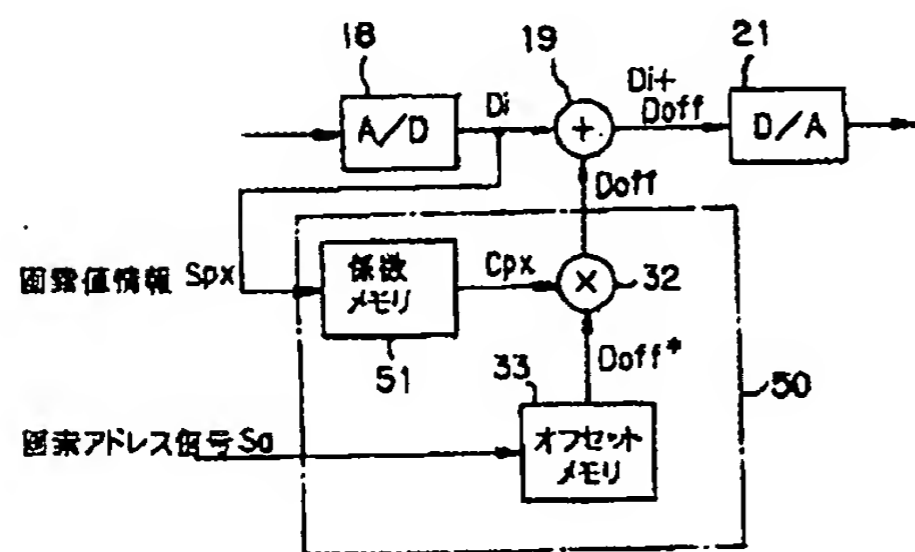 18
19
21
A/D
Di
+
Di+
Doff
D/A
Doff
画素値情報 Spx
係数
メモリ
Cpx
×
32
51
33
Doff*
50
画素アドレス信号 Sa
オフセット
メモリ